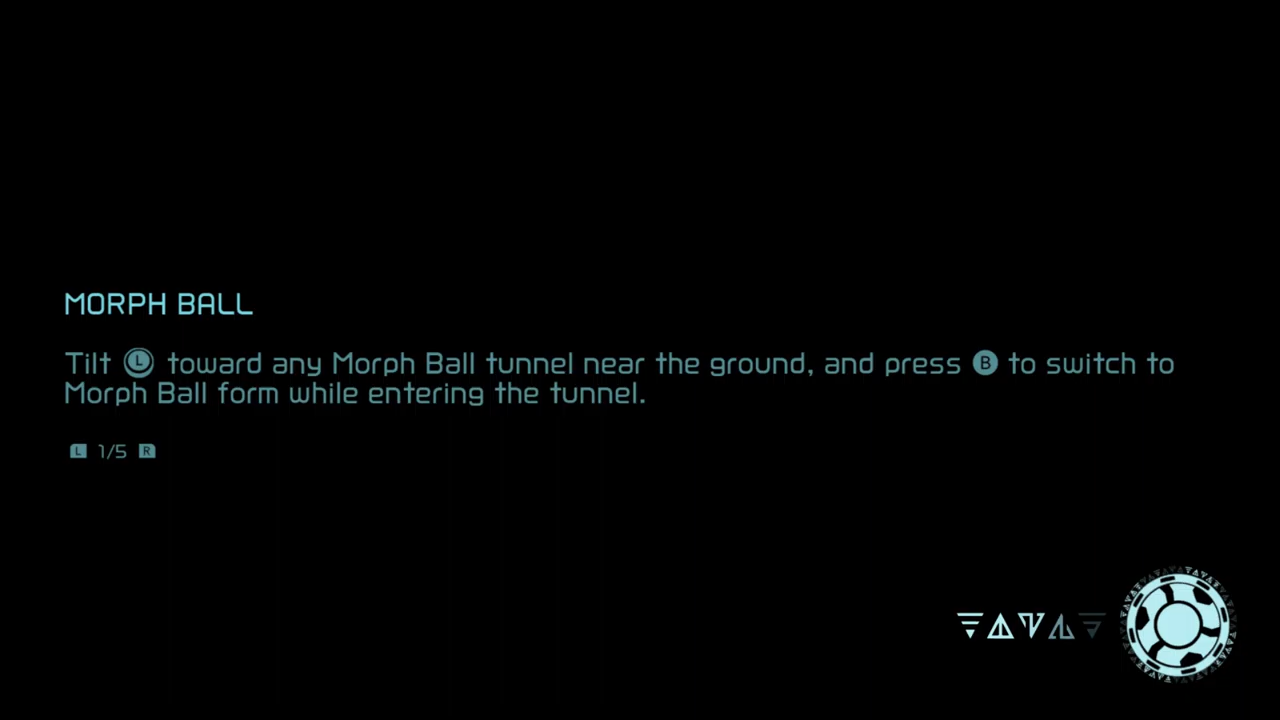 MORPH BALL
Tilt L toward any Morph Ball tunnel near the ground, and press B to switch to
Morph Ball form while entering the tunnel.
L 1/5 R